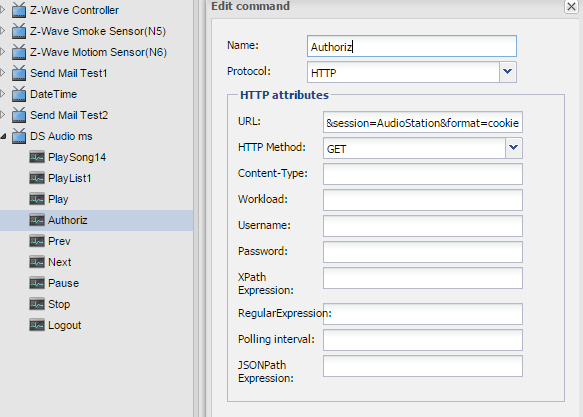 Z-Wave Controller
Z-Wave Smoke Sensor(N5)
Z-Wave Motiom Sensor(N6)
Send Mail Test1
DateTime
Send Mail Test2
DS Audio ms
PlaySong14
PlayList1
Play
Authoriz
Prev
Next
Pause
Stop
Logout
Edit command
Name: Authoriz
Protocol: HTTP
HTTP attributes
URL: &session=AudioStation&format=cookie
HTTP Method: GET
Content-Type:
Workload:
Username:
Password:
XPath
Expression:
RegularExpression:
Polling interval:
JSONPath
Expression: